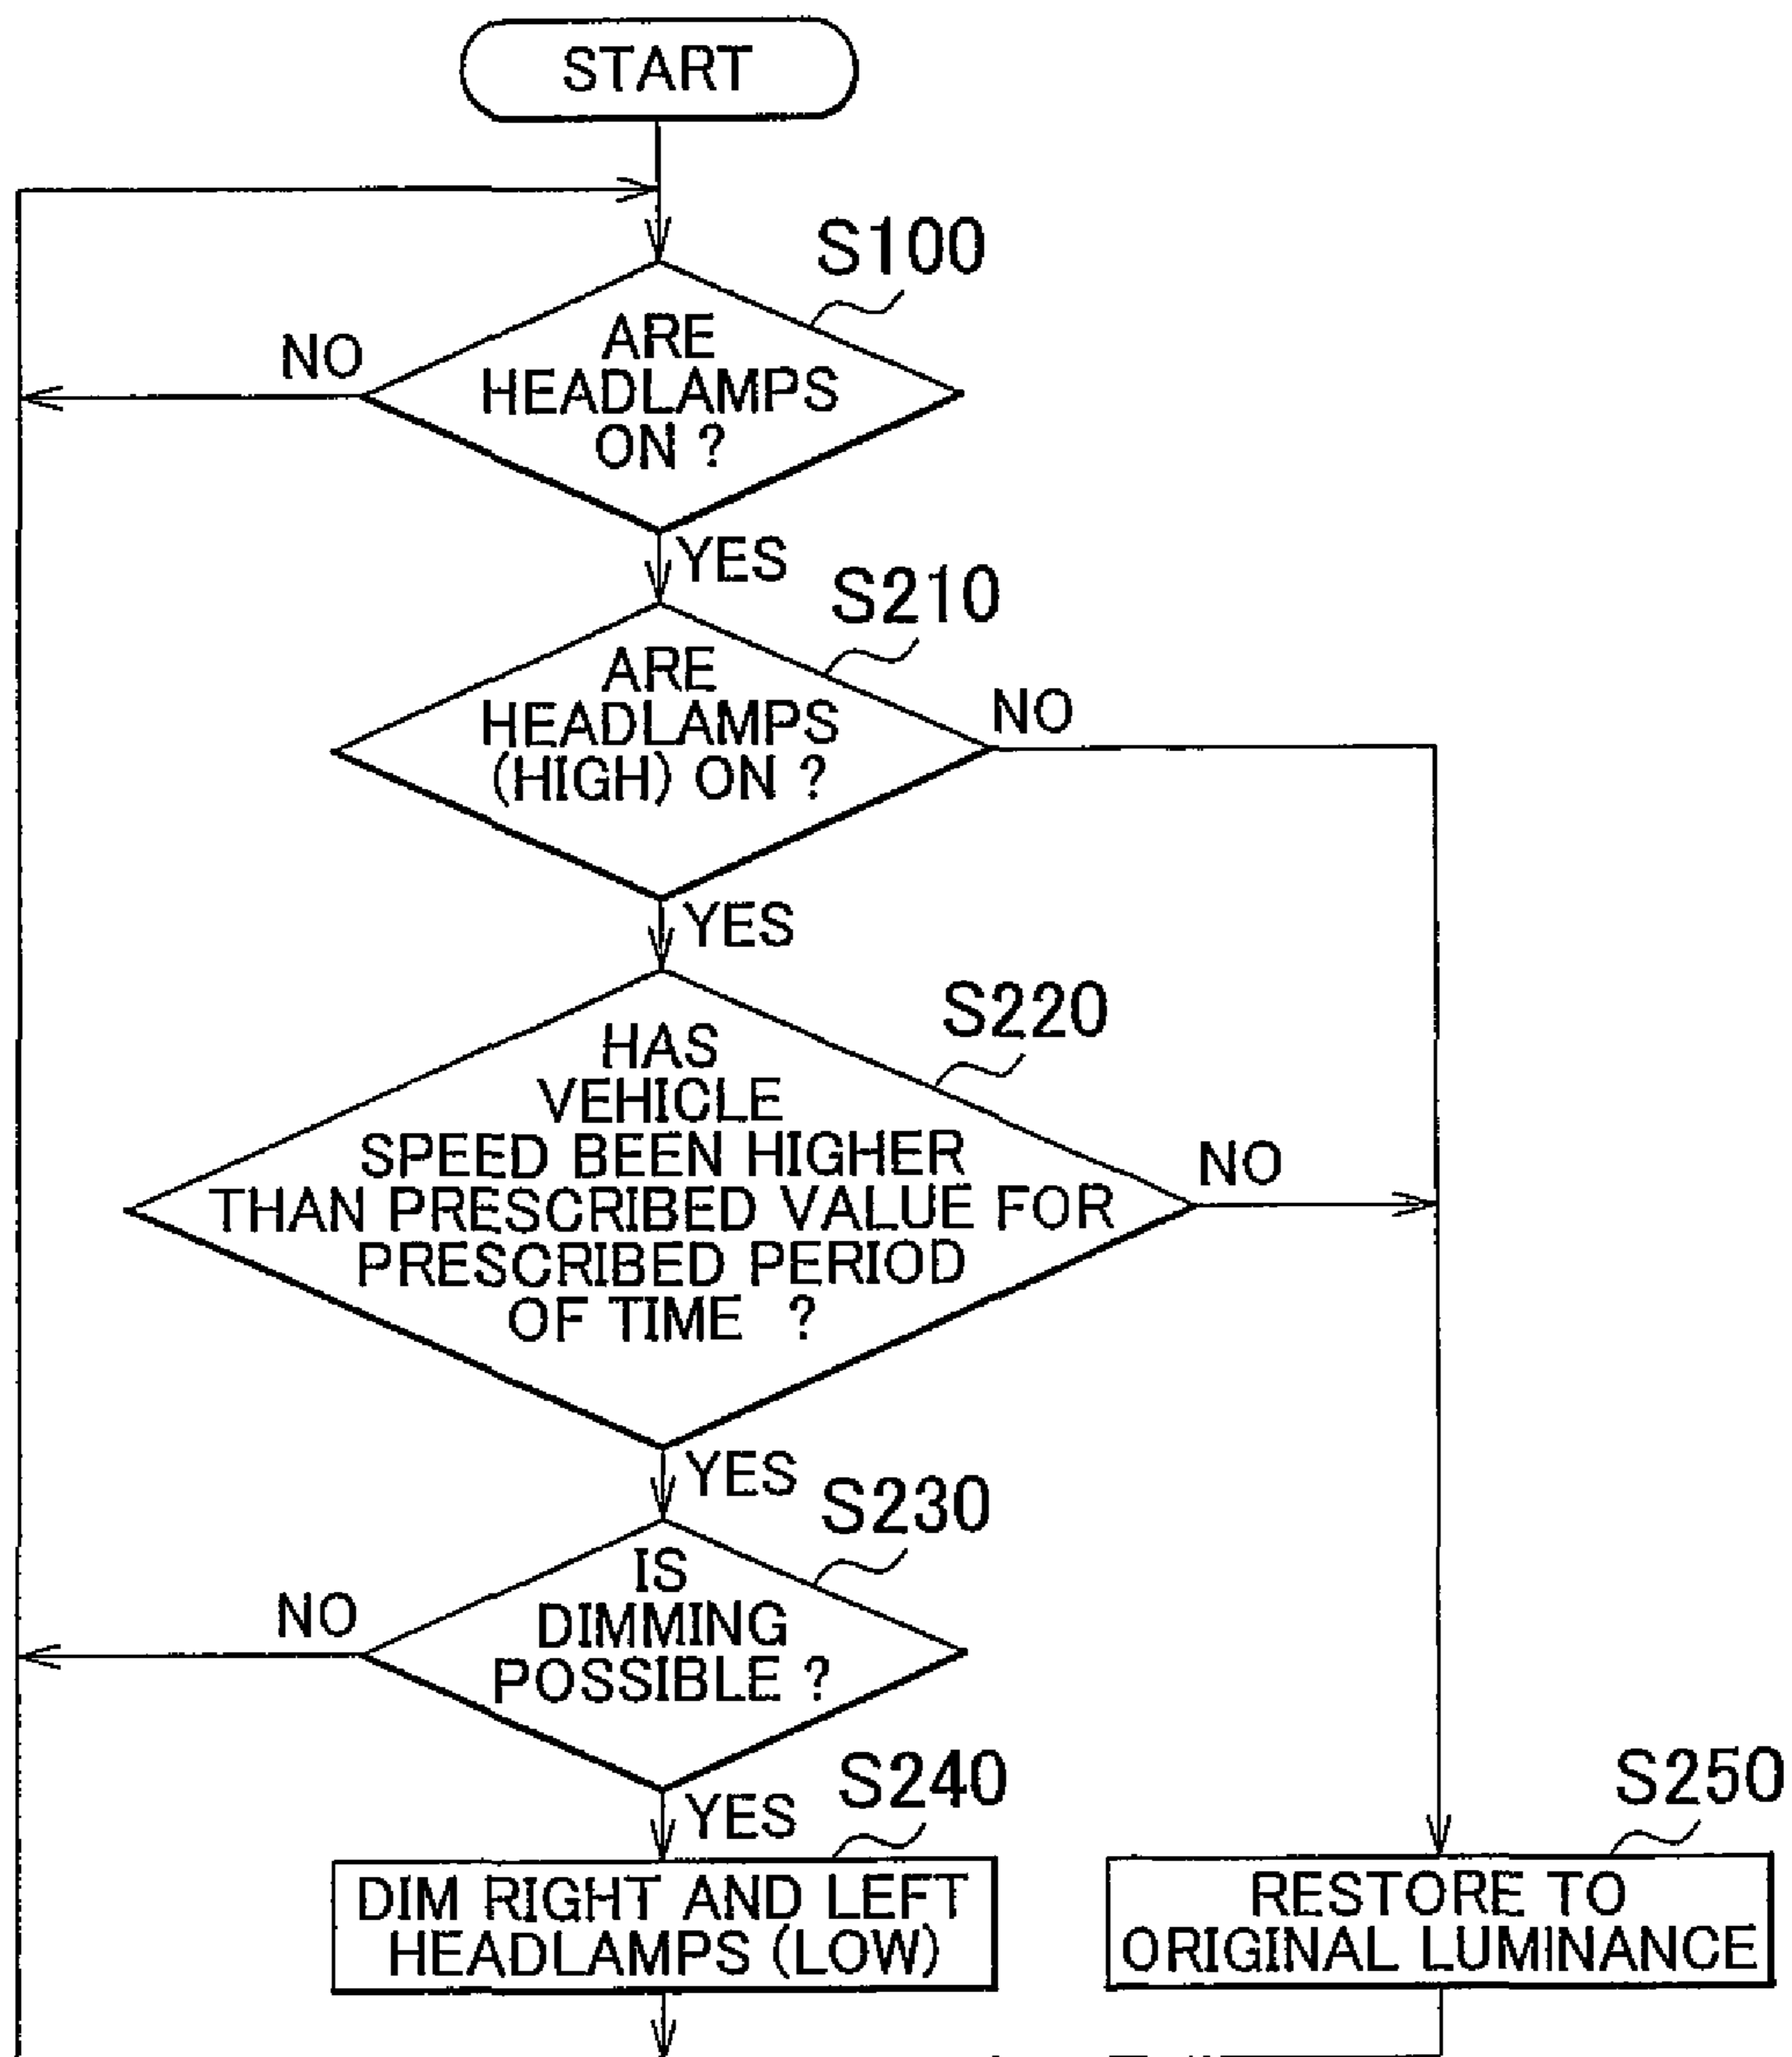 START
S100
NO
ARE
HEADLAMPS
ON ?
YES
S210
ARE
HEADLAMPS
(HIGH) ON ?
NO
YES
S220
HAS
VEHICLE
SPEED BEEN HIGHER
THAN PRESCRIBED VALUE FOR
PRESCRIBED PERIOD
OF TIME ?
NO
YES
S230
IS
DIMMING
POSSIBLE ?
NO
YES
S240
DIM RIGHT AND LEFT
HEADLAMPS (LOW)
S250
RESTORE TO
ORIGINAL LUMINANCE